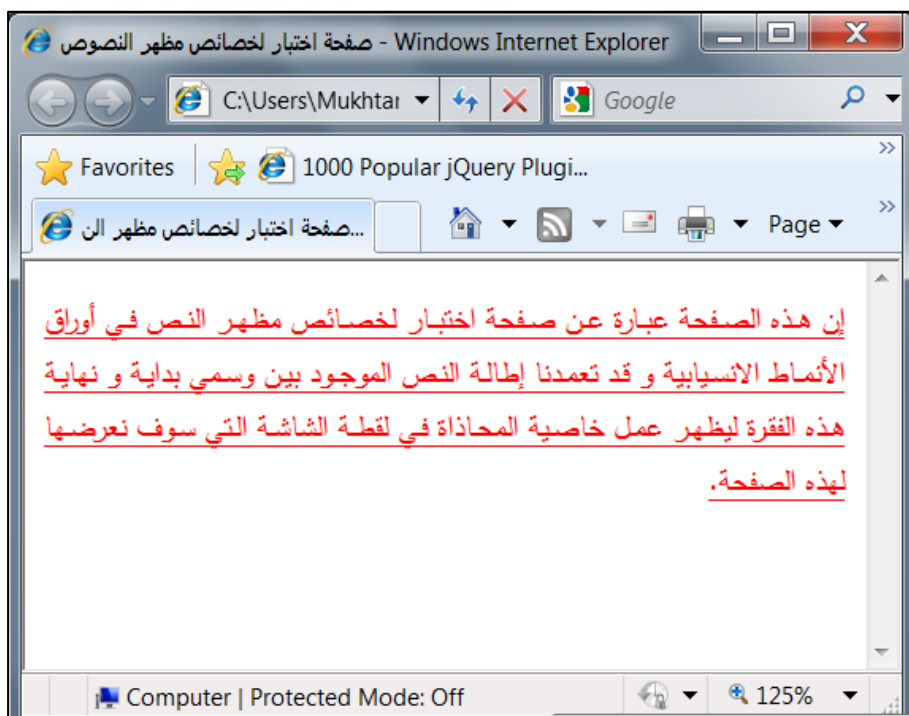 صفحة اختبار لخصائص مظهر النصوص - Windows Internet Explorer
C:\Users\Mukhtar
Google
Favorites
1000 Popular jQuery Plugi...
صفحة اختبار لخصائص مظهر الن...
Page
إن هذه الصفحة عبارة عن صفحة اختبار لخصائص مظهر النص في أوراق
الأنماط الانسيابية و قد تعمدنا إطالة النص الموجود بين وسمي بداية و نهاية
هذه الفقرة ليظهر عمل خاصية المحاذاة في لقطة الشاشة التي سوف نعرضها
لهذه الصفحة.
Computer | Protected Mode: Off
125%